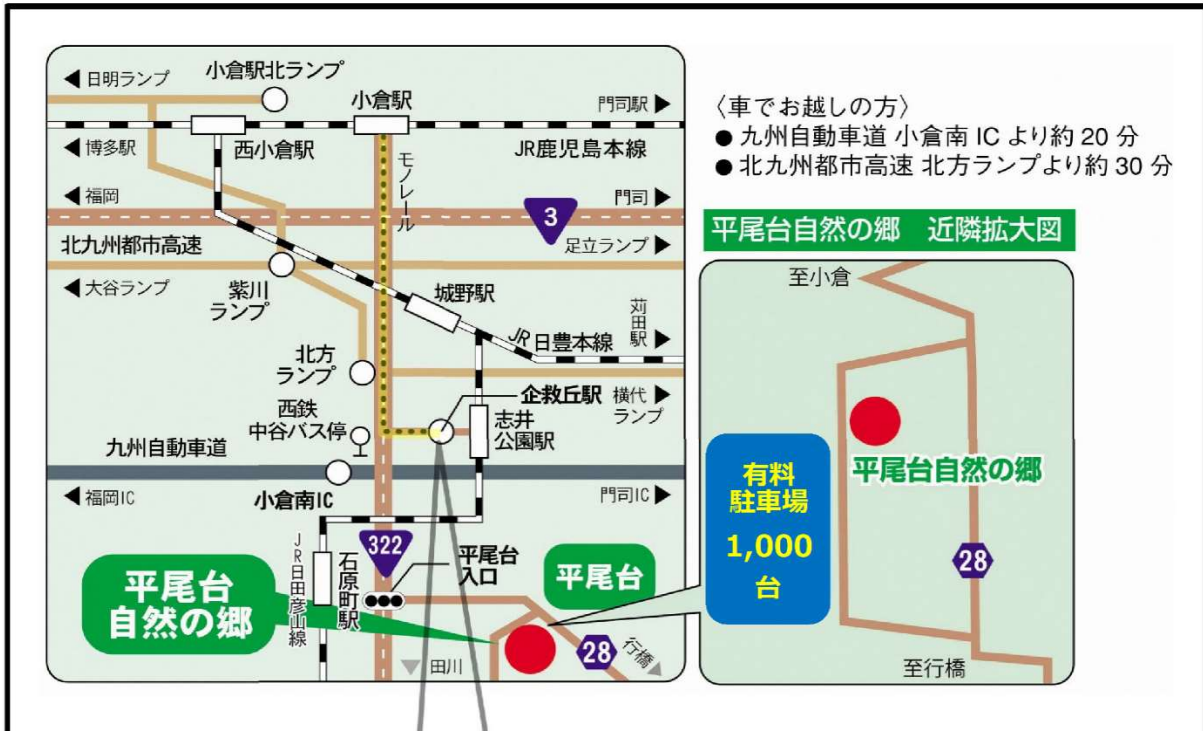 ◀日明ランプ
小倉駅北ランプ
小倉駅
門司駅▶
◀博多駅
西小倉駅
モノレール
JR鹿児島本線
◀福岡
3
門司▶
北九州都市高速
足立ランプ▶
◀大谷ランプ
紫川
ランプ
城野駅
苅田駅▶
JR日豊本線
北方
ランプ
企救丘駅
横代▶
ランプ
西鉄
中谷バス停
志井
公園駅
九州自動車道
◀福岡IC
小倉南IC
門司IC▶
322
平尾台
入口
平尾台
平尾台
自然の郷
JR日田彦山線
石原町駅
▼田川
28
行橋▶
〈車でお越しの方〉
● 九州自動車道 小倉南 IC より約 20 分
● 北九州都市高速 北方ランプより約 30 分
平尾台自然の郷 近隣拡大図
至小倉
平尾台自然の郷
有料
駐車場
1,000
台
28
至行橋